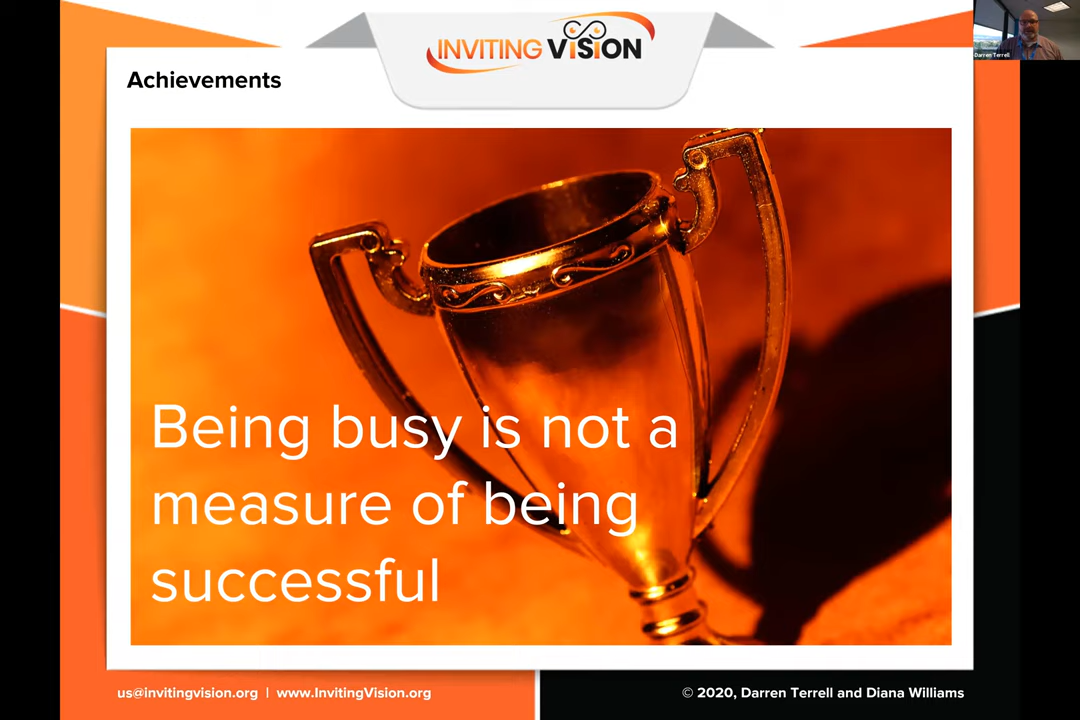 INVITING VISION
Darren Terrell
Achievements
Being busy is not a
measure of being
successful
us@invitingvision.org | www.InvitingVision.org
© 2020, Darren Terrell and Diana Williams